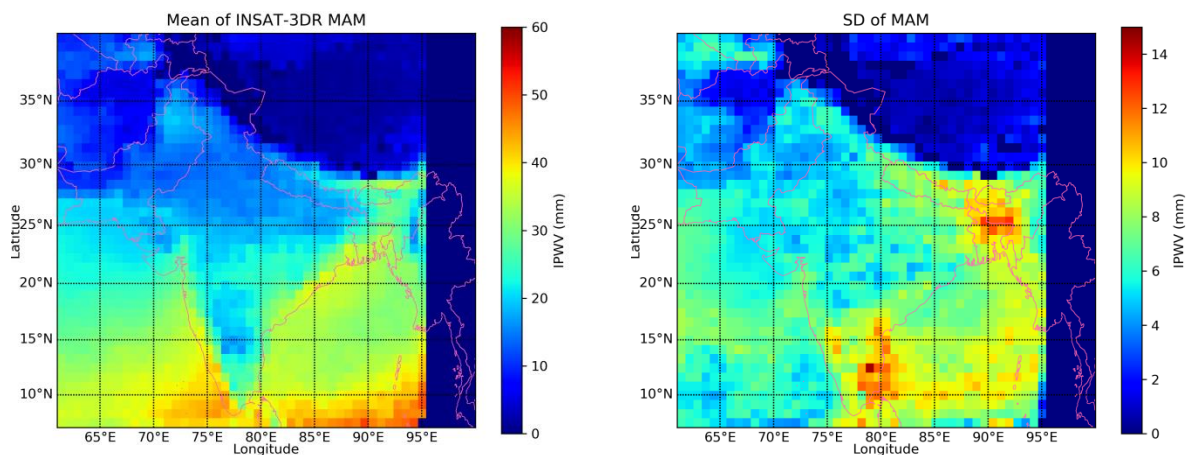 Mean of INSAT-3DR MAM
35°N
30°N
25°N
20°N
15°N
10°N
Latitude
65°E 70°E 75°E 80°E 85°E 90°E 95°E
Longitude
60
50
40
30
20
10
0
IPWV (mm)
SD of MAM
35°N
30°N
25°N
20°N
15°N
10°N
Latitude
65°E 70°E 75°E 80°E 85°E 90°E 95°E
Longitude
14
12
10
8
6
4
2
0
IPWV (mm)